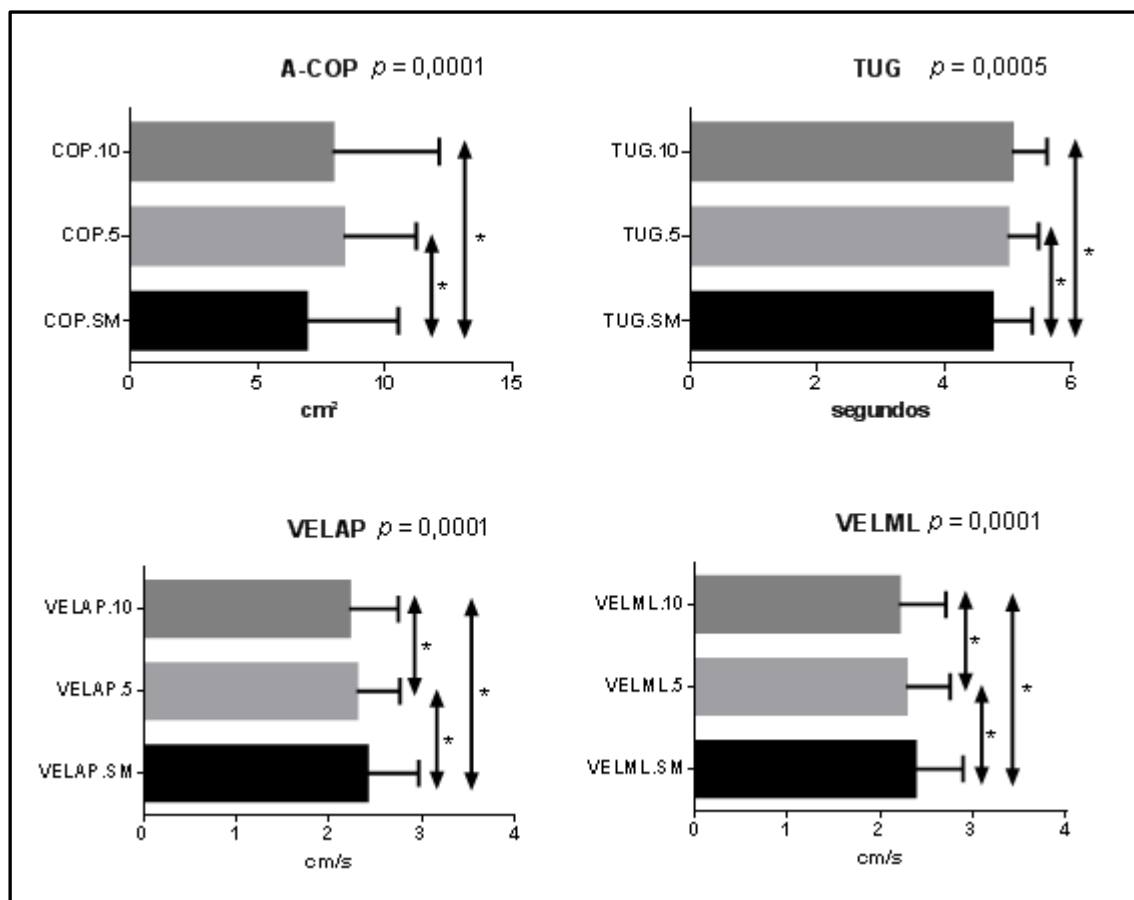 A-COP p = 0,0001
COP.10
*
COP.5
*
COP.SM
0 5 10 15
cm²
TUG p = 0,0005
TUG.10
*
TUG.5
*
TUG.SM
0 2 4 6
segundos
VELAP p = 0,0001
VELAP.10
*
*
VELAP.5
*
VELAP.SM
0 1 2 3 4
cm/s
VELML p = 0,0001
VELML.10
*
*
VELML.5
*
VELML.SM
0 1 2 3 4
cm/s